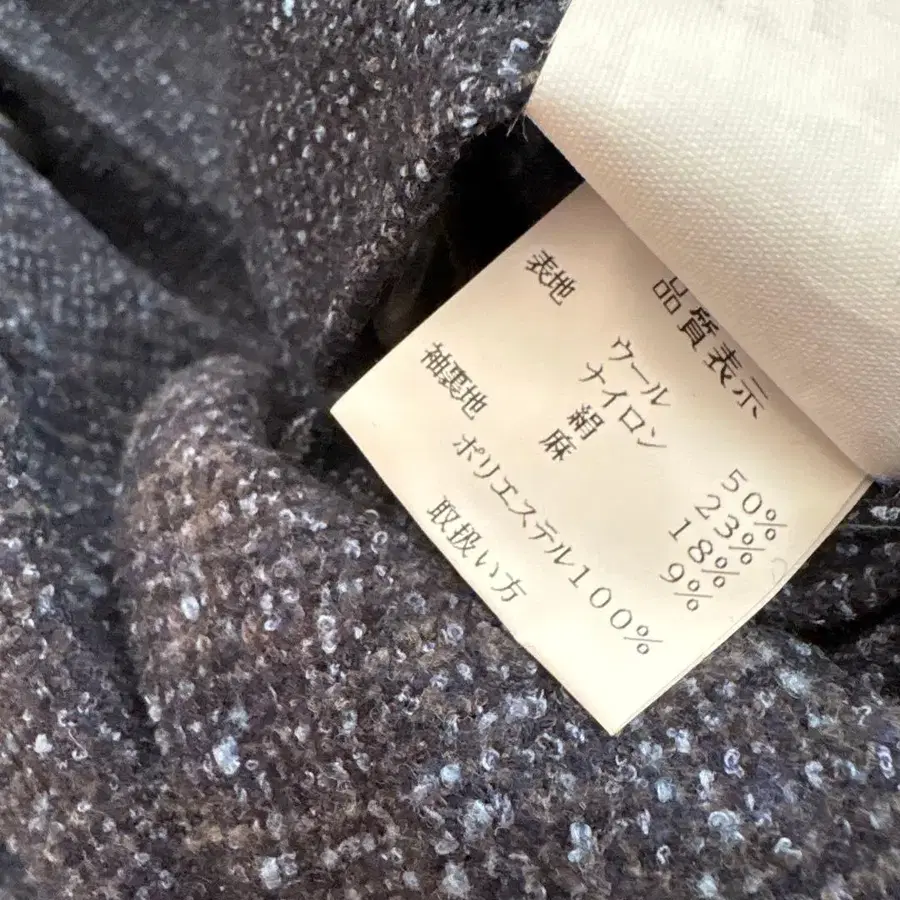 品質表示
表地
ウール 50%
ナイロン 23%
絹 18%
麻 9%
袖裏地
ポリエステル100%
取扱い方